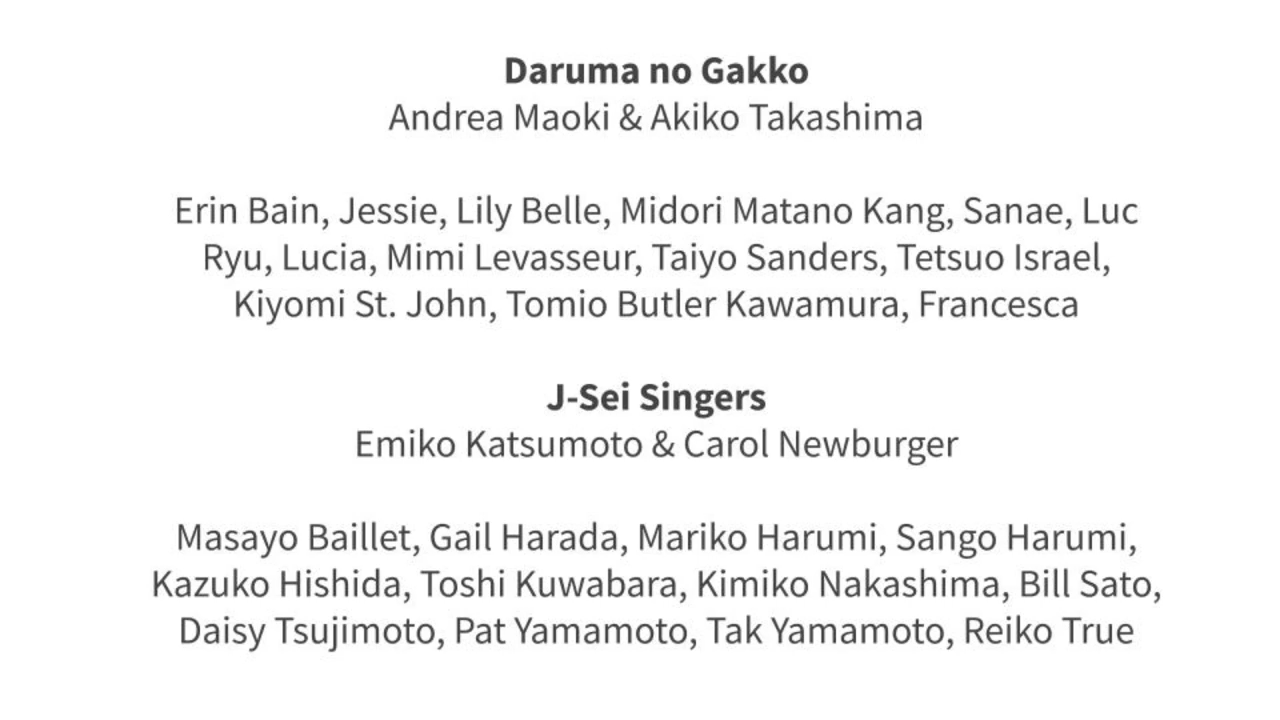 Daruma no Gakko
Andrea Maoki & Akiko Takashima
Erin Bain, Jessie, Lily Belle, Midori Matano Kang, Sanae, Luc
Ryu, Lucia, Mimi Levasseur, Taiyo Sanders, Tetsuo Israel,
Kiyomi St. John, Tomio Butler Kawamura, Francesca
J-Sei Singers
Emiko Katsumoto & Carol Newburger
Masayo Baillet, Gail Harada, Mariko Harumi, Sango Harumi,
Kazuko Hishida, Toshi Kuwabara, Kimiko Nakashima, Bill Sato,
Daisy Tsujimoto, Pat Yamamoto, Tak Yamamoto, Reiko True